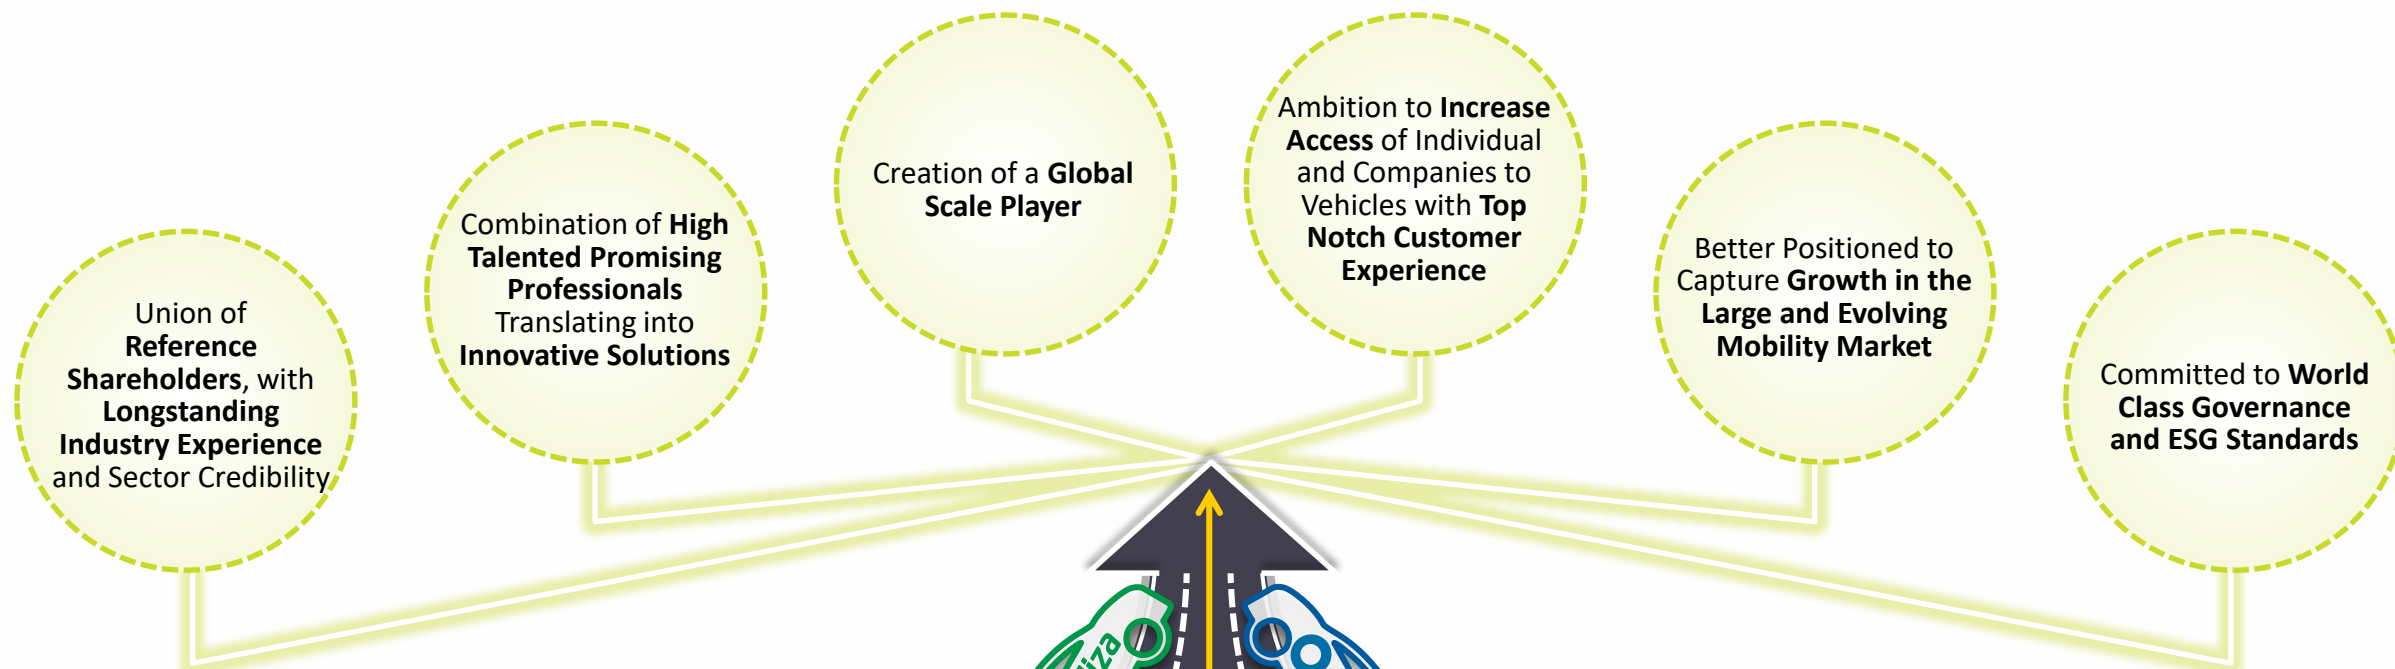 Union of
Reference
Shareholders, with
Longstanding
Industry Experience
and Sector Credibility
Combination of High
Talented Promising
Professionals
Translating into
Innovative Solutions
Creation of a Global
Scale Player
Ambition to Increase
Access of Individual
and Companies to
Vehicles with Top
Notch Customer
Experience
Better Positioned to
Capture Growth in the
Large and Evolving
Mobility Market
Committed to World
Class Governance
and ESG Standards